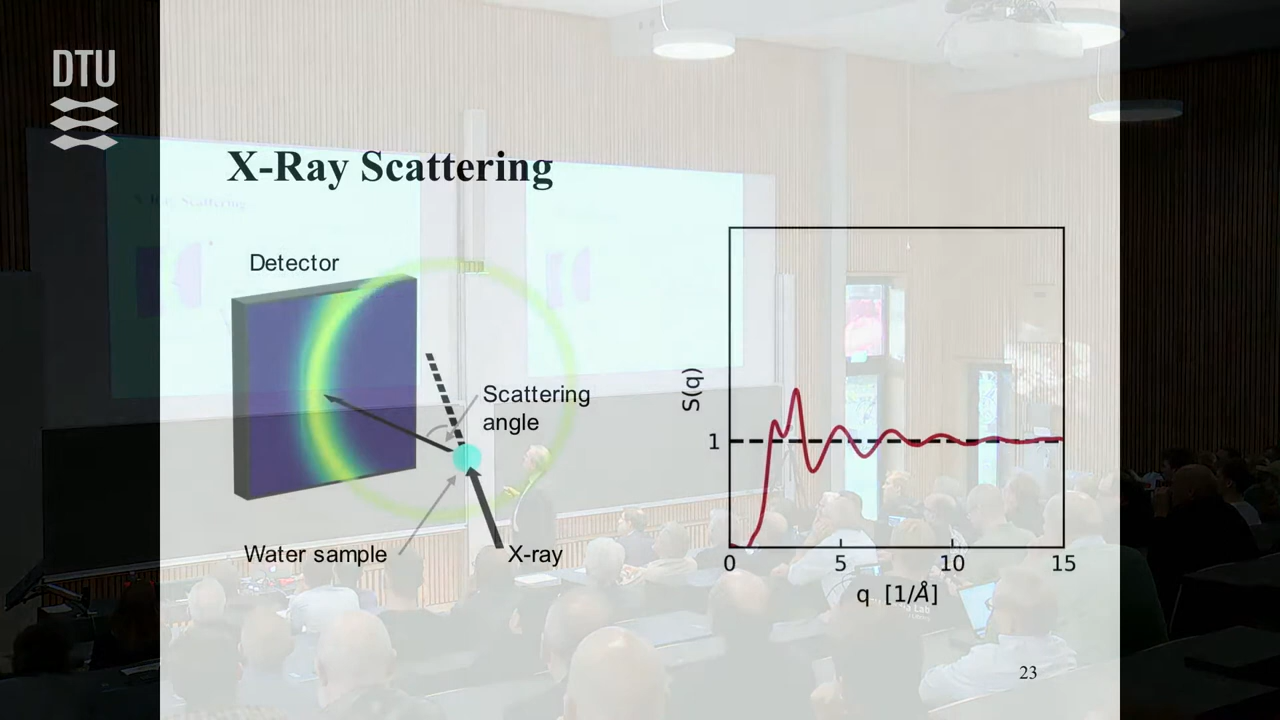 DTU
X-Ray Scattering
Detector
Scattering
angle
Water sample
X-ray
S(q)
1
0 5 10 15
q [1/Å]
23